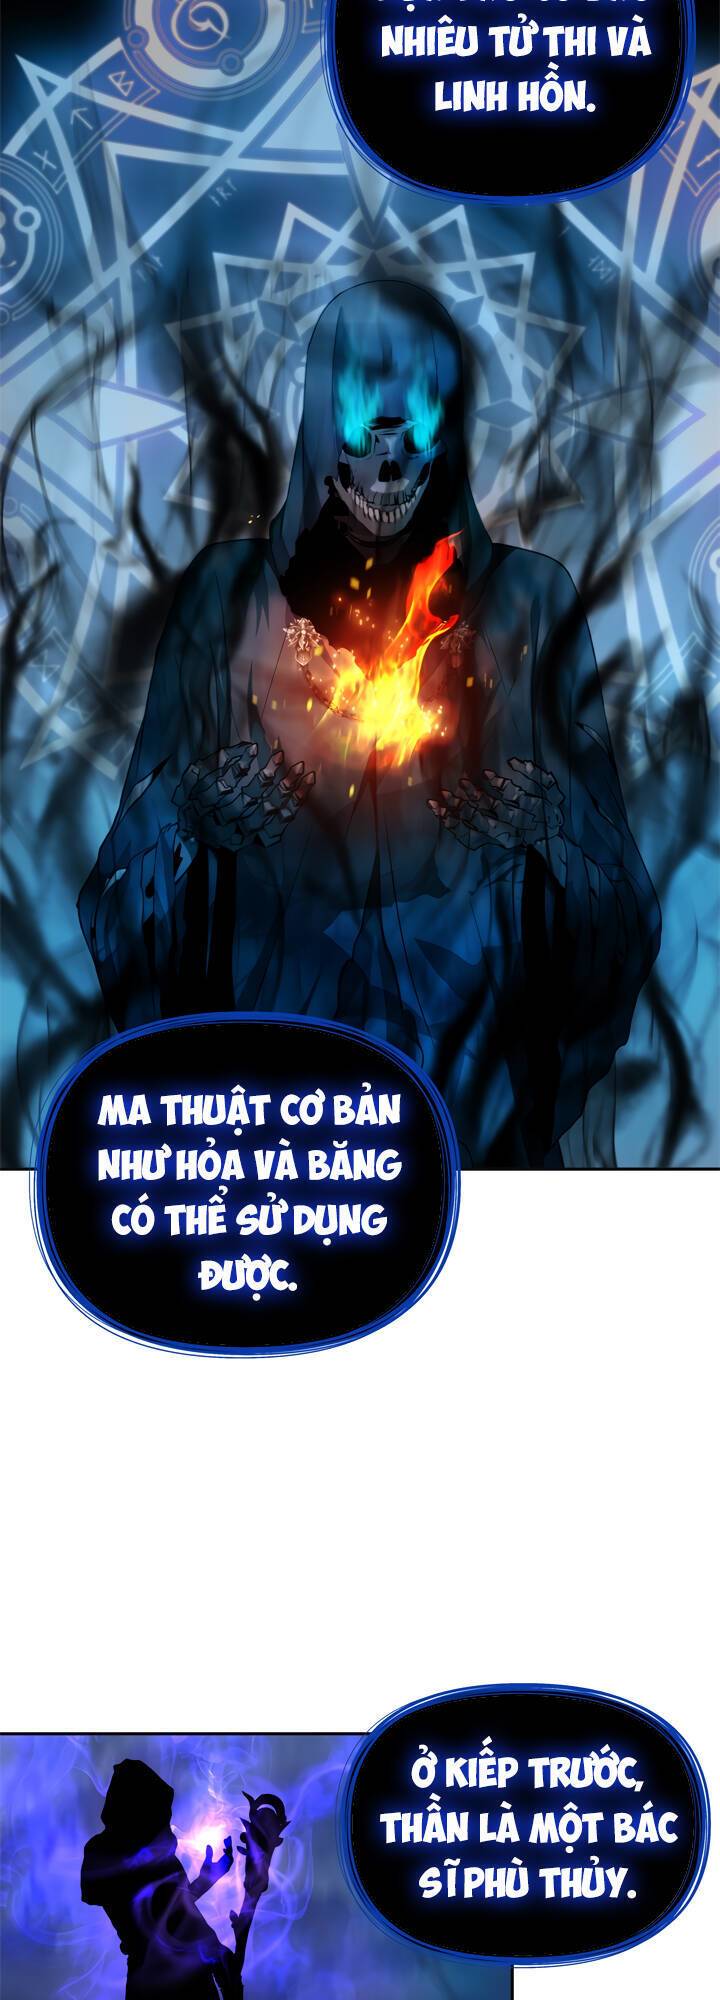 NHIÊU TỬ THI VÀ
LINH HỒN.
MA THUẬT CƠ BẢN
NHƯ HỎA VÀ BĂNG
CÓ THỂ SỬ DỤNG
ĐƯỢC.
Ở KIẾP TRƯỚC,
THẦN LÀ MỘT BÁC
SĨ PHÙ THỦY.